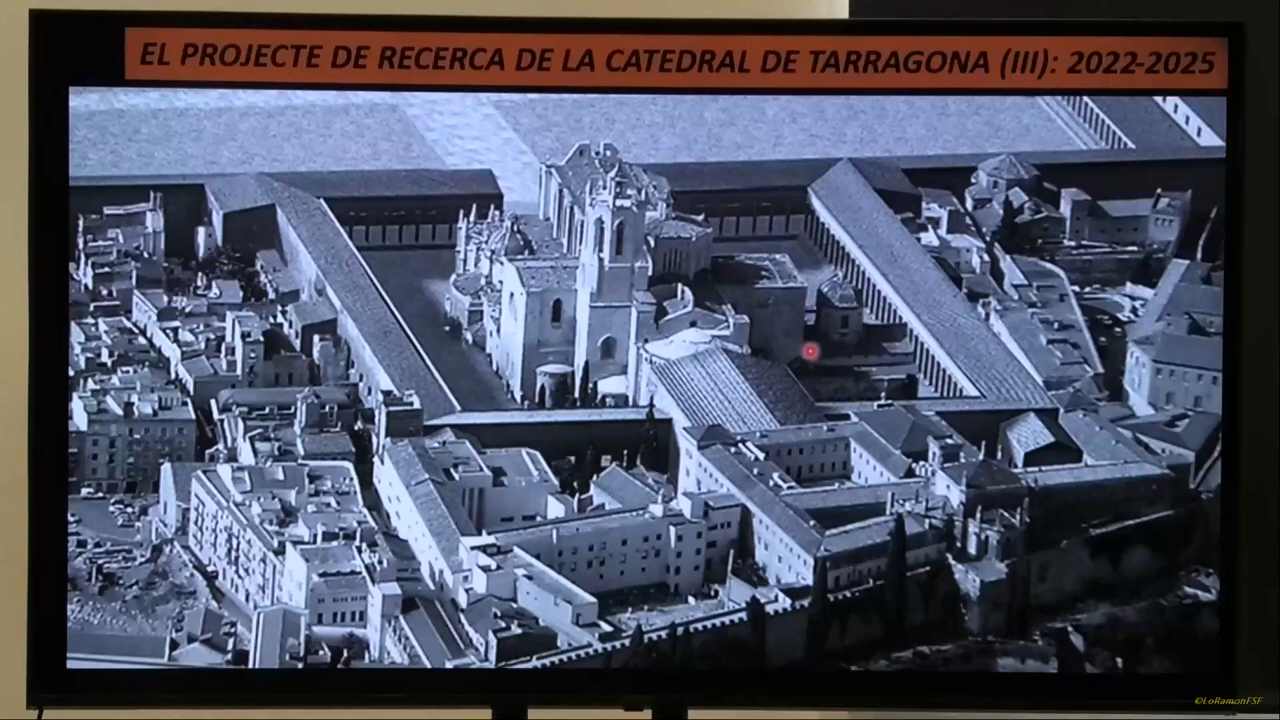 EL PROJECTE DE RECERCA DE LA CATEDRAL DE TARRAGONA (III): 2022-2025
©LoRamonFSF